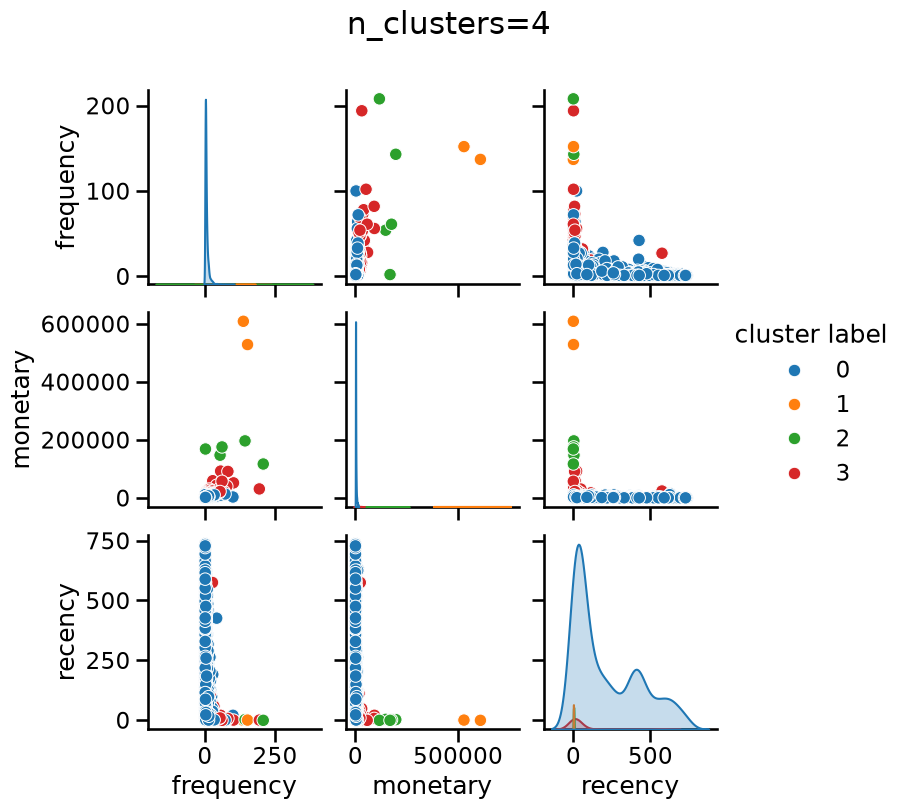 n_clusters=4
frequency
200
100
0
monetary
600000
400000
200000
0
cluster label
0
1
2
3
recency
750
500
250
0
0 250 0 500000 0 500
frequency monetary recency